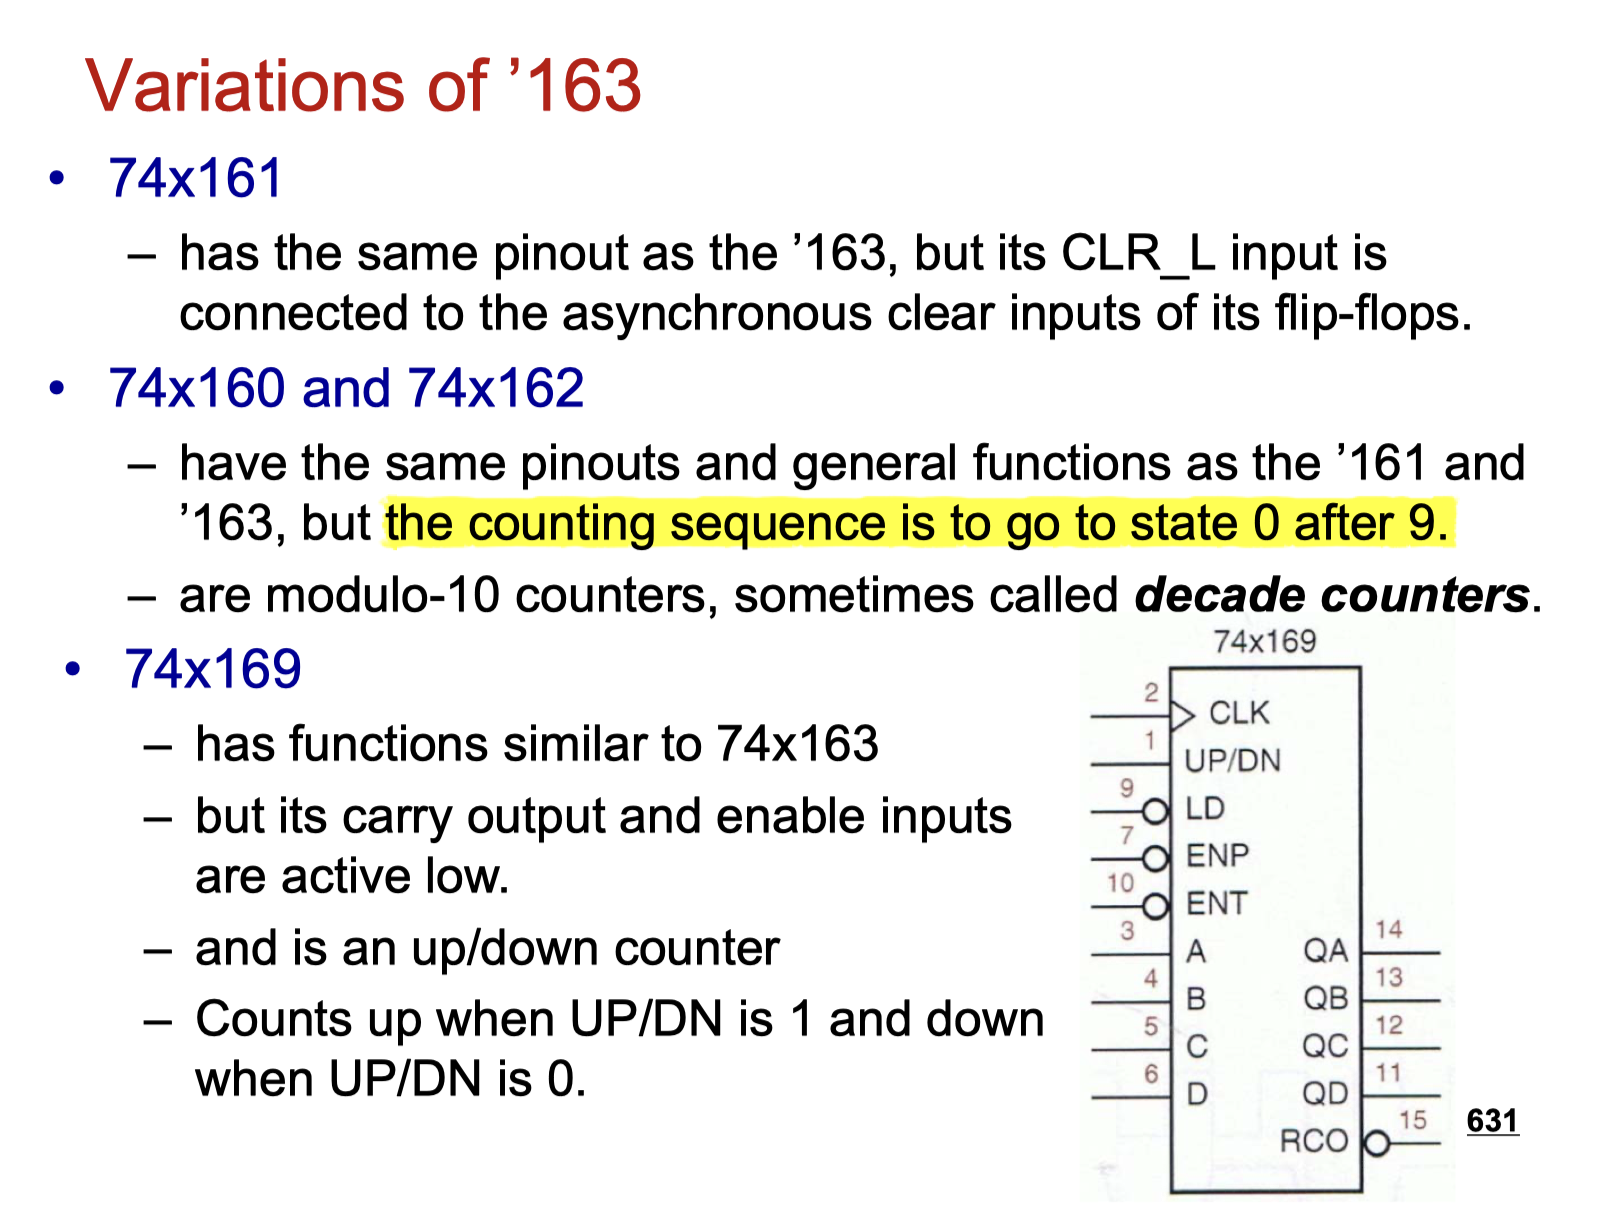 Variations of ’163
• 74x161
– has the same pinout as the ’163, but its CLR_L input is
connected to the asynchronous clear inputs of its flip-flops.
• 74x160 and 74x162
– have the same pinouts and general functions as the ’161 and
’163, but the counting sequence is to go to state 0 after 9.
– are modulo-10 counters, sometimes called decade counters.
• 74x169
– has functions similar to 74x163
– but its carry output and enable inputs
are active low.
– and is an up/down counter
– Counts up when UP/DN is 1 and down
when UP/DN is 0.
74x169
2 CLK
1 UP/DN
9 LD
7 ENP
10 ENT
3 A QA 14
4 B QB 13
5 C QC 12
6 D QD 11
RCO 15
631